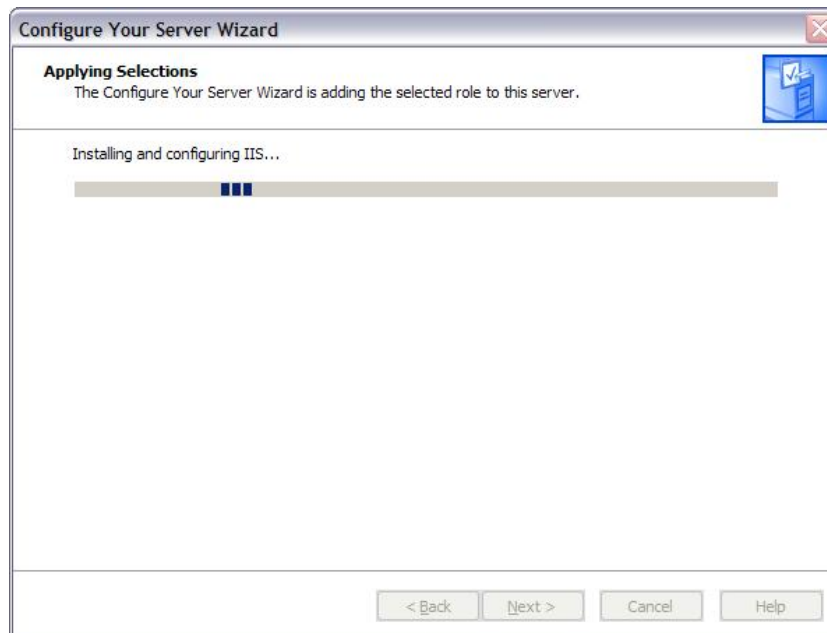 Configure Your Server Wizard
Applying Selections
The Configure Your Server Wizard is adding the selected role to this server.
Installing and configuring IIS...
< Back
Next >
Cancel
Help